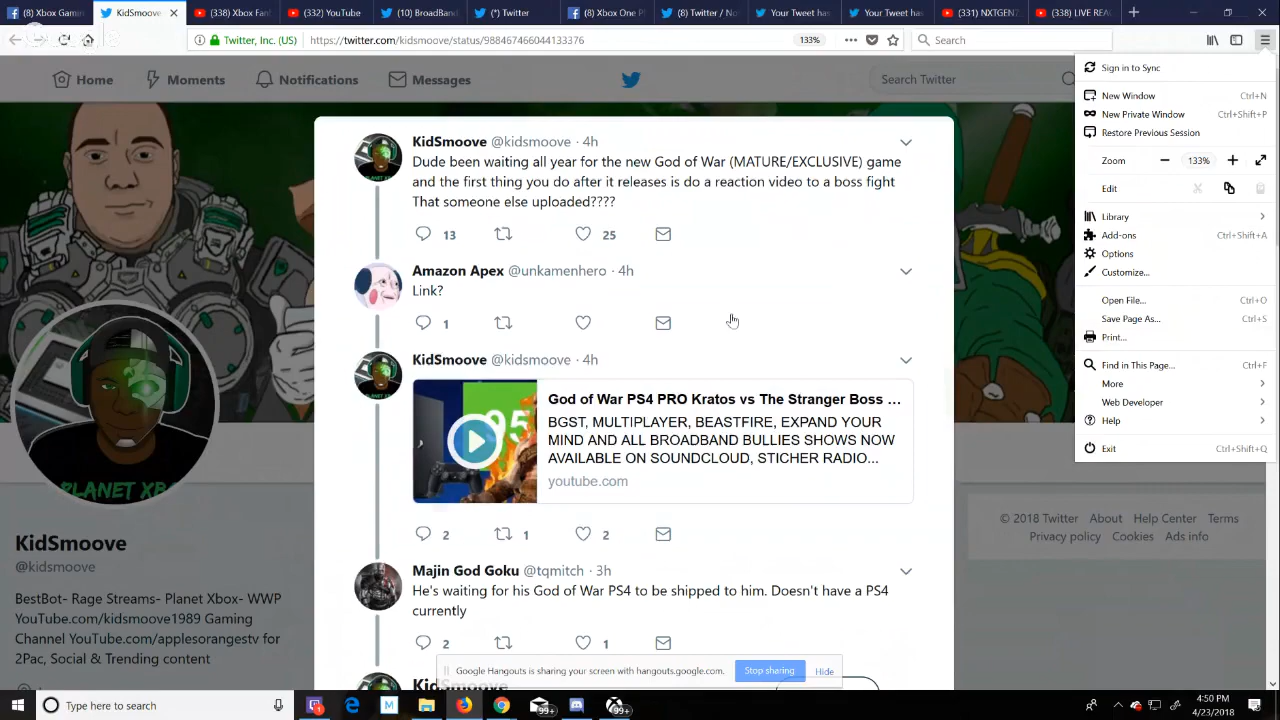 (8) Xbox Gamin
KidSmoove
(338) Xbox Fan
(332) YouTube
(10) BroadBan
(*) Twitter
(8) Xbox One P
(8) Twitter / No
Your Tweet has
Your Tweet has
(331) NXTGEN7
(338) LIVE REA
Twitter, Inc. (US)
https://twitter.com/kidsmoove/status/988467466044133376
133%
Search
Home
Moments
Notifications
Messages
Search Twitter
Sign in to Sync
New Window Ctrl+N
New Private Window Ctrl+Shift+P
Restore Previous Session
Zoom 133%
Edit
Library
Add-ons Ctrl+Shift+A
Options
Customize...
Open File... Ctrl+O
Save Page As... Ctrl+S
Print...
Find in This Page... Ctrl+F
More
Web Developer
Help
Exit Ctrl+Shift+Q
KidSmoove @kidsmoove · 4h
Dude been waiting all year for the new God of War (MATURE/EXCLUSIVE) game
and the first thing you do after it releases is do a reaction video to a boss fight
That someone else uploaded????
13 25
Amazon Apex @unkamenhero · 4h
Link?
1
KidSmoove @kidsmoove · 4h
God of War PS4 PRO Kratos vs The Stranger Boss ...
BGST, MULTIPLAYER, BEASTFIRE, EXPAND YOUR
MIND AND ALL BROADBAND BULLIES SHOWS NOW
AVAILABLE ON SOUNDCLOUD, STICHER RADIO...
youtube.com
95
2 1 2
Majin God Goku @tqmitch · 3h
He's waiting for his God of War PS4 to be shipped to him. Doesn't have a PS4
currently
2 1
KidSmoove
PLANET XB
KidSmoove
@kidsmoove
BestBot- Rage Streams- Planet Xbox- WWP
YouTube.com/kidsmoove1989 Gaming
Channel YouTube.com/applesorangestv for
2Pac, Social & Trending content
© 2018 Twitter About Help Center Terms
Privacy policy Cookies Ads info
Google Hangouts is sharing your screen with hangouts.google.com.
Stop sharing
Hide
Type here to search
1
99+
99+
4:50 PM
4/23/2018